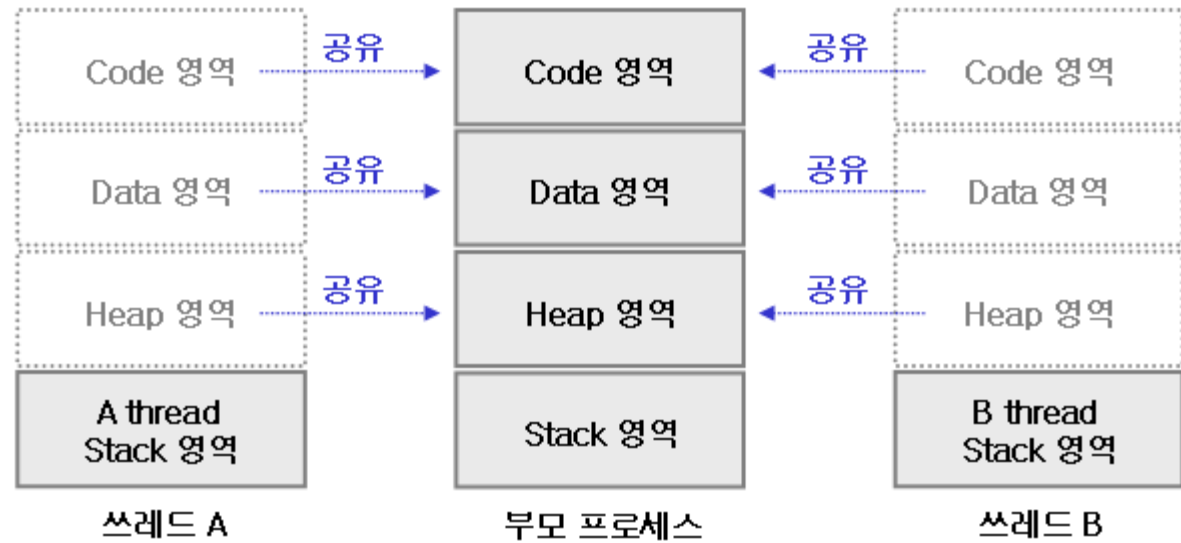 Code 영역
공유
Code 영역
공유
Code 영역
Data 영역
공유
Data 영역
공유
Data 영역
Heap 영역
공유
Heap 영역
공유
Heap 영역
A thread
Stack 영역
Stack 영역
B thread
Stack 영역
쓰레드 A
부모 프로세스
쓰레드 B